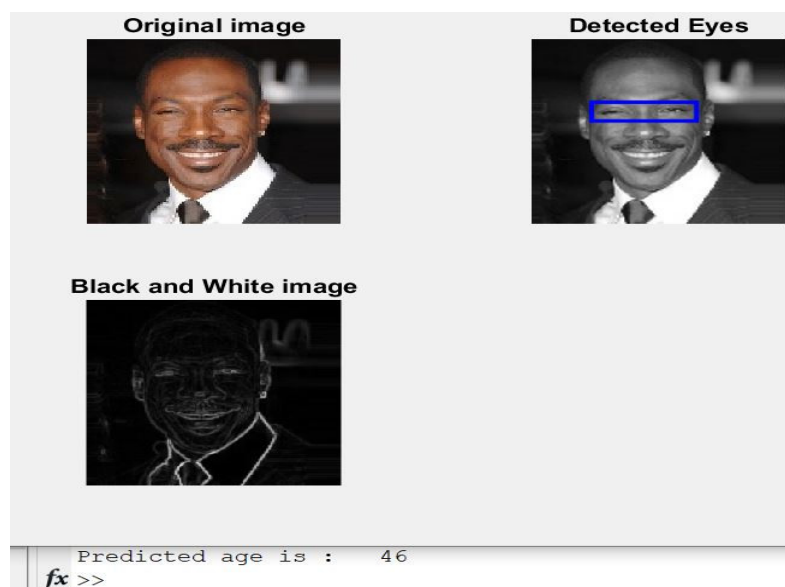 Original image
Detected Eyes
Black and White image
Predicted age is : 46
fx >>